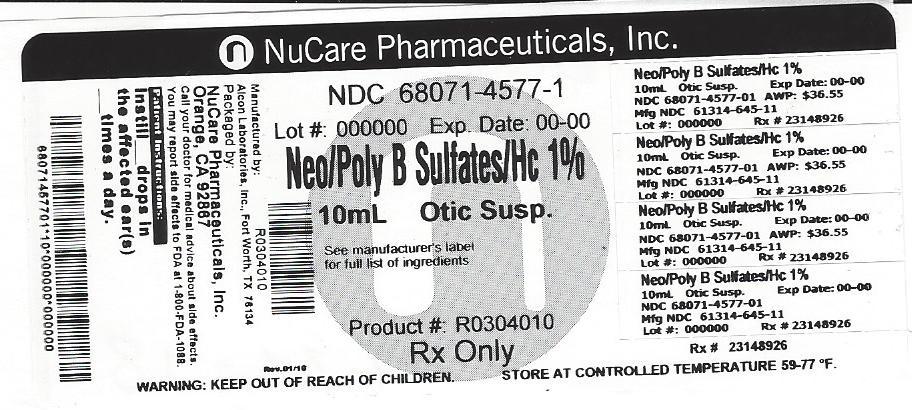 n NuCare Pharmaceuticals, Inc.
68071457701*10*000000*000000
Patient Instructions:
Instill___ drops in
the affected ear(s)
___ times a day.
Manufactured by:
Alcon Laboratories, Inc., Fort Worth, TX 76134
Packaged by:
NuCare Pharmaceuticals, Inc.
Orange, CA 92867
Call your doctor for medical advice about side effects.
You may report side effects to FDA at 1-800-FDA-1088.
R0304010
Rev.01/10
NDC 68071-4577-1
Lot #: 000000 Exp. Date: 00-00
Neo/Poly B Sulfates/Hc 1%
10mL Otic Susp.
See manufacturer's label
for full list of ingredients
Product #: R0304010
Rx Only
WARNING: KEEP OUT OF REACH OF CHILDREN. STORE AT CONTROLLED TEMPERATURE 59-77 °F.
Neo/Poly B Sulfates/Hc 1%
10mL Otic Susp. Exp Date: 00-00
NDC 68071-4577-01 AWP: $36.55
Mfg NDC 61314-645-11
Lot #: 000000 Rx # 23148926
Neo/Poly B Sulfates/Hc 1%
10mL Otic Susp. Exp Date: 00-00
NDC 68071-4577-01 AWP: $36.55
Mfg NDC 61314-645-11
Lot #: 000000 Rx # 23148926
Neo/Poly B Sulfates/Hc 1%
10mL Otic Susp. Exp Date: 00-00
NDC 68071-4577-01 AWP: $36.55
Mfg NDC 61314-645-11
Lot #: 000000 Rx # 23148926
Neo/Poly B Sulfates/Hc 1%
10mL Otic Susp. Exp Date: 00-00
NDC 68071-4577-01
Mfg NDC 61314-645-11
Lot #: 000000 Rx # 23148926
Rx # 23148926